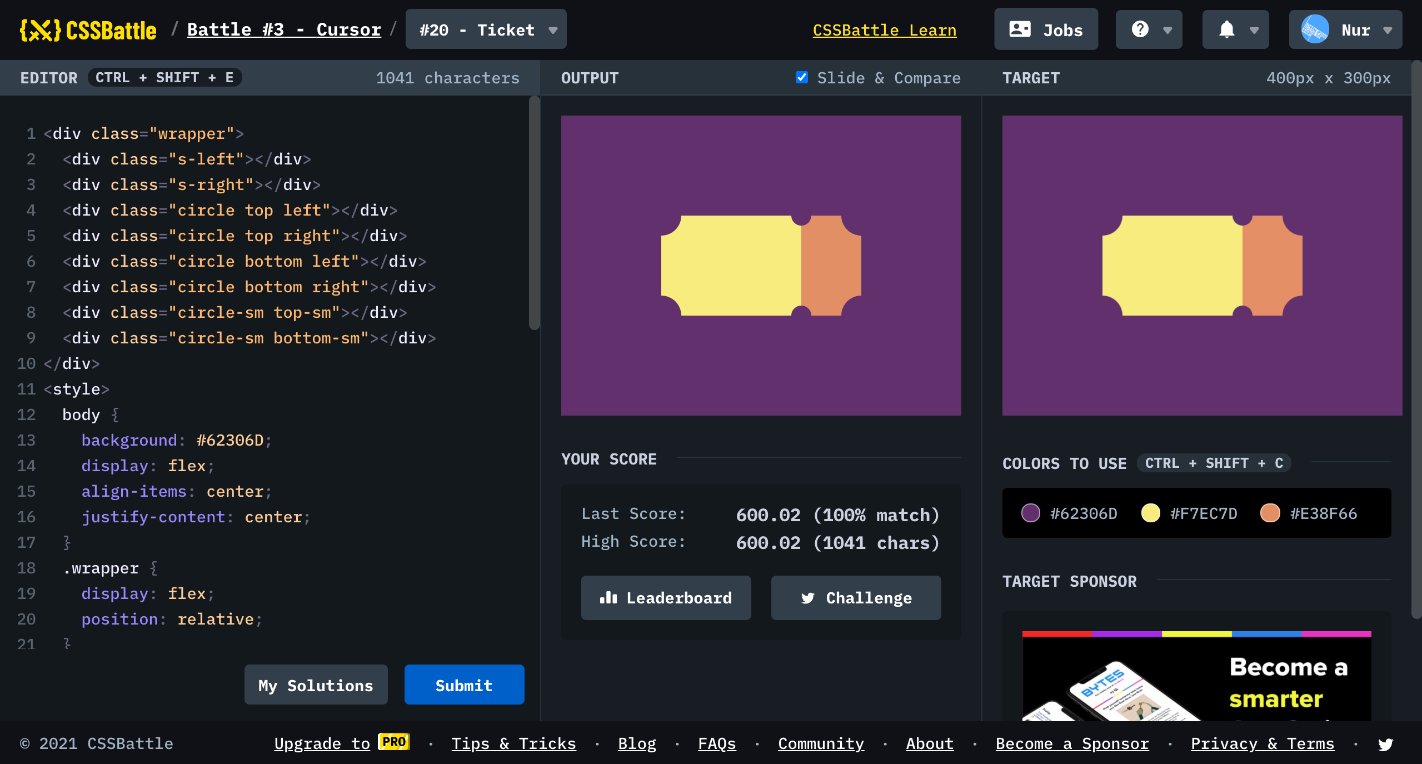 {X} CSSBattle / Battle #3 - Cursor / #20 - Ticket
CSSBattle Learn
Jobs
?
Nur
EDITOR CTRL + SHIFT + E 1041 characters
1 <div class="wrapper">
2 <div class="s-left"></div>
3 <div class="s-right"></div>
4 <div class="circle top left"></div>
5 <div class="circle top right"></div>
6 <div class="circle bottom left"></div>
7 <div class="circle bottom right"></div>
8 <div class="circle-sm top-sm"></div>
9 <div class="circle-sm bottom-sm"></div>
10 </div>
11 <style>
12 body {
13 background: #62306D;
14 display: flex;
15 align-items: center;
16 justify-content: center;
17 }
18 .wrapper {
19 display: flex;
20 position: relative;
21 }
My Solutions
Submit
OUTPUT Slide & Compare
YOUR SCORE
Last Score: 600.02 (100% match)
High Score: 600.02 (1041 chars)
Leaderboard
Challenge
TARGET 400px x 300px
COLORS TO USE CTRL + SHIFT + C
#62306D #F7EC7D #E38F66
TARGET SPONSOR
BYTES
Become a
smarter
© 2021 CSSBattle
Upgrade to PRO · Tips & Tricks · Blog · FAQs · Community · About · Become a Sponsor · Privacy & Terms ·